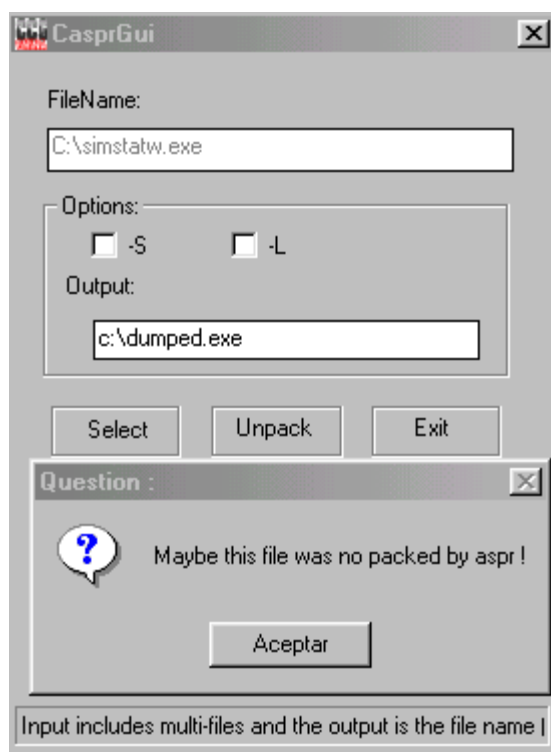 CasprGui
FileName:
C:\simstatw.exe
Options:
-S -L
Output:
c:\dumped.exe
Select Unpack Exit
Question :
Maybe this file was no packed by aspr !
Aceptar
Input includes multi-files and the output is the file name